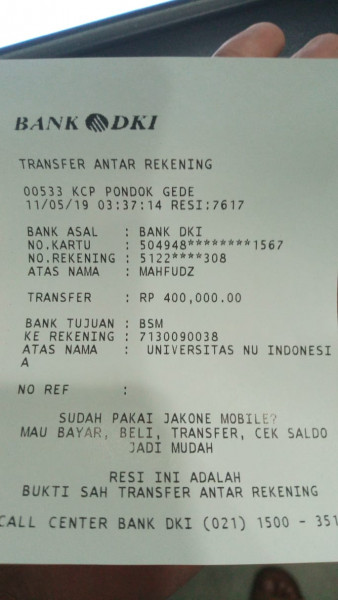 BANK DKI
TRANSFER ANTAR REKENING
00533 KCP PONDOK GEDE
11/05/19 03:37:14 RESI:7617
BANK ASAL : BANK DKI
NO.KARTU : 504948********1567
NO.REKENING : 5122****308
ATAS NAMA : MAHFUDZ
TRANSFER : RP 400,000.00
BANK TUJUAN : BSM
KE REKENING : 7130090038
ATAS NAMA : UNIVERSITAS NU INDONESI
A
NO REF :
SUDAH PAKAI JAKONE MOBILE?
MAU BAYAR, BELI, TRANSFER, CEK SALDO
JADI MUDAH
RESI INI ADALAH
BUKTI SAH TRANSFER ANTAR REKENING
CALL CENTER BANK DKI (021) 1500 - 351